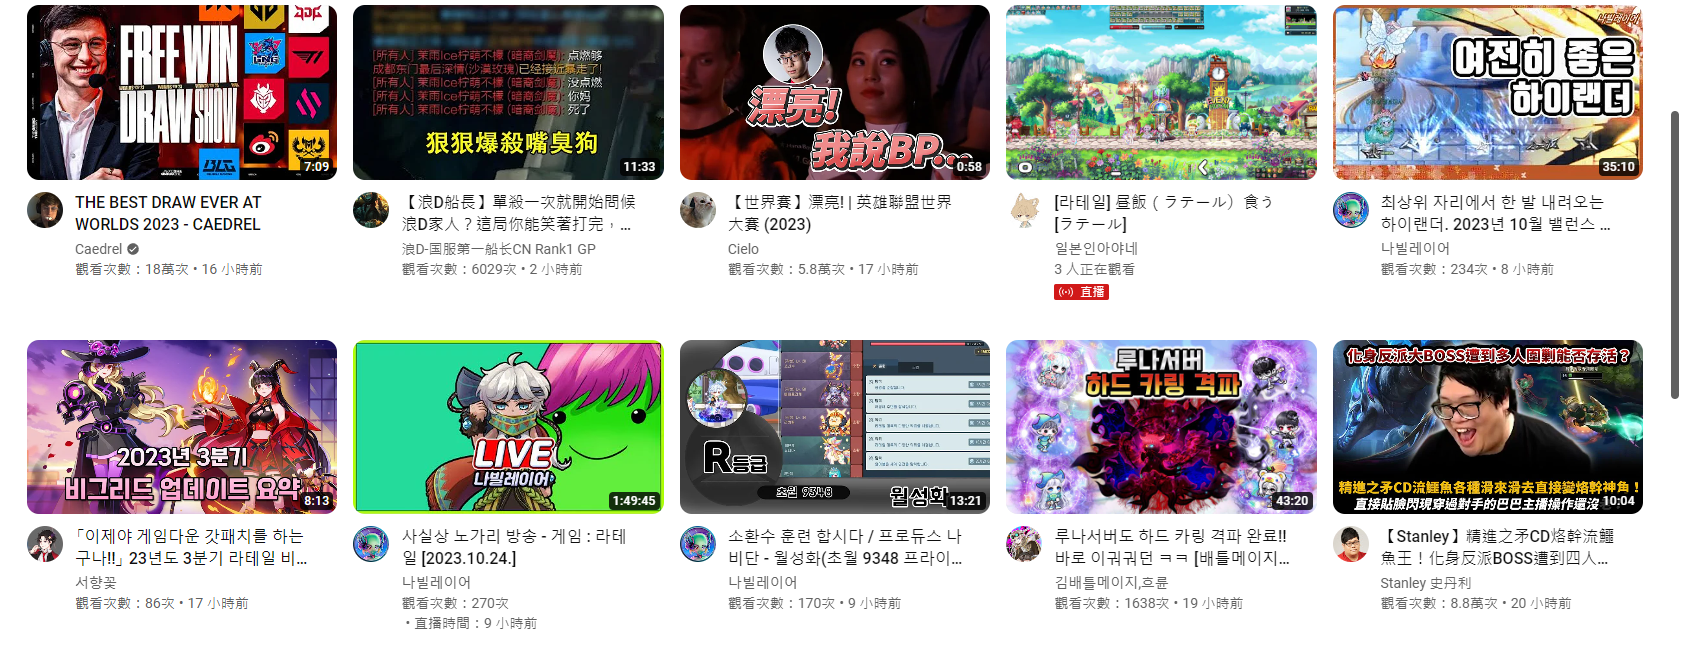 FREE WIN
DRAW SHOW
7:09
THE BEST DRAW EVER AT
WORLDS 2023 - CAEDREL
Caedrel
觀看次數：18萬次 • 16 小時前
[所有人] 茉雨Ice柠萌不檬 (暗裔剑魔): 点燃够
成都东门最后深情(沙漠玫瑰)已经接近暴走了!
[所有人] 茉雨Ice柠萌不檬 (暗裔剑魔): 没点燃
[所有人] 茉雨Ice柠萌不檬 (暗裔剑魔): 你妈
[所有人] 茉雨Ice柠萌不檬 (暗裔剑魔): 死了
狠狠爆殺嘴臭狗
11:33
【浪D船長】單殺一次就開始問候
浪D家人？這局你能笑著打完，...
浪D-国服第一船长CN Rank1 GP
觀看次數：6029次 • 2 小時前
漂亮!
我說BP...
0:58
【世界賽】漂亮! | 英雄聯盟世界
大賽 (2023)
Cielo
觀看次數：5.8萬次 • 17 小時前
[라테일] 昼飯（ラテール）食う
[ラテール]
일본인아야네
3 人正在觀看
直播
나빌레이어
여전히 좋은
하이랜더
35:10
최상위 자리에서 한 발 내려오는
하이랜더. 2023년 10월 밸런스 ...
나빌레이어
觀看次數：234次 • 8 小時前
2023년 3분기
비그리드 업데이트 요약
8:13
「이제야 게임다운 갓패치를 하는
구나!!」 23년도 3분기 라테일 비...
서향꽃
觀看次數：86次 • 17 小時前
LIVE
나빌레이어
1:49:45
사실상 노가리 방송 - 게임 : 라테
일 [2023.10.24.]
나빌레이어
觀看次數：270次
• 直播時間：9 小時前
R등급
초월 9348
월성화
13:21
소환수 훈련 합시다 / 프로듀스 나
비단 - 월성화(초월 9348 프라이...
나빌레이어
觀看次數：170次 • 9 小時前
루나서버
하드 카링 격파
43:20
루나서버도 하드 카링 격파 완료!!
바로 이궈궈던 ㅋㅋ [배틀메이지...
김배틀메이지,흐륜
觀看次數：1638次 • 19 小時前
化身反派大BOSS遭到多人圍剿能否存活？
精進之矛CD流鱷魚各種滑來滑去直接變烙幹神魚！
直接貼臉閃現穿過對手的巴巴主播操作還沒
10:04
【Stanley】精進之矛CD烙幹流鱷
魚王！化身反派BOSS遭到四人...
Stanley 史丹利
觀看次數：8.8萬次 • 20 小時前